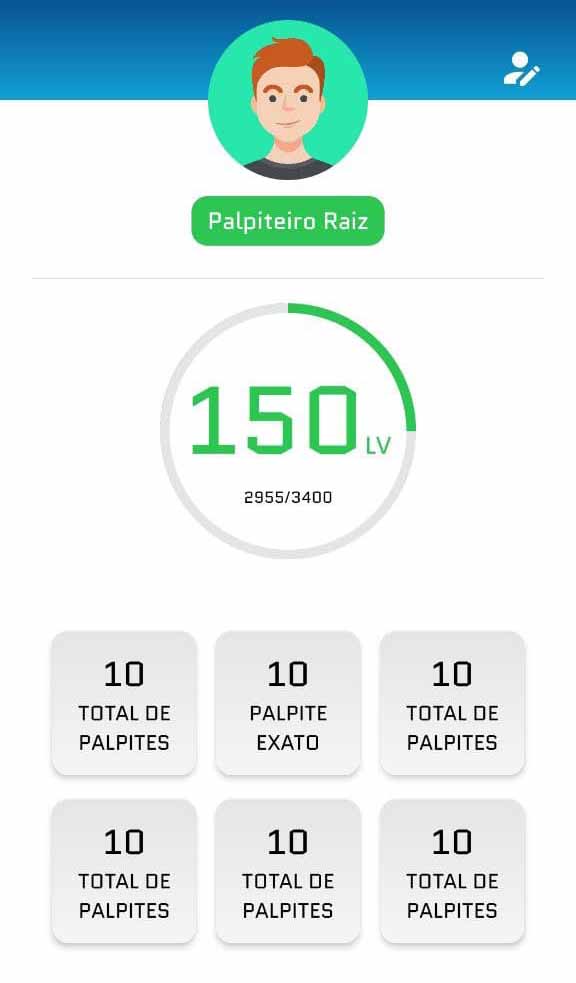 Palpiteiro Raiz
150 LV
2955/3400
10
TOTAL DE
PALPITES
10
PALPITE
EXATO
10
TOTAL DE
PALPITES
10
TOTAL DE
PALPITES
10
TOTAL DE
PALPITES
10
TOTAL DE
PALPITES